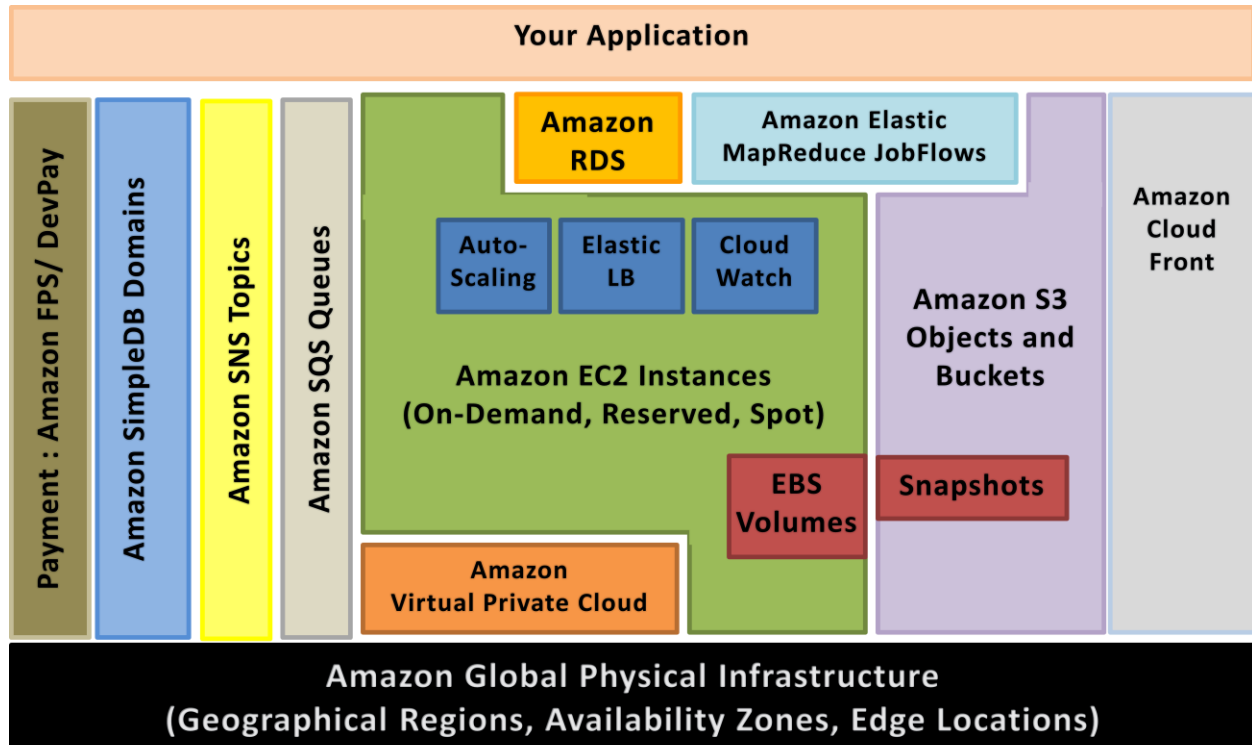 Your Application
Payment : Amazon FPS/ DevPay
Amazon SimpleDB Domains
Amazon SNS Topics
Amazon SQS Queues
Amazon
RDS
Amazon Elastic
MapReduce JobFlows
Auto-
Scaling
Elastic
LB
Cloud
Watch
Amazon EC2 Instances
(On-Demand, Reserved, Spot)
EBS
Volumes
Amazon
Virtual Private Cloud
Amazon S3
Objects and
Buckets
Snapshots
Amazon
Cloud
Front
Amazon Global Physical Infrastructure
(Geographical Regions, Availability Zones, Edge Locations)